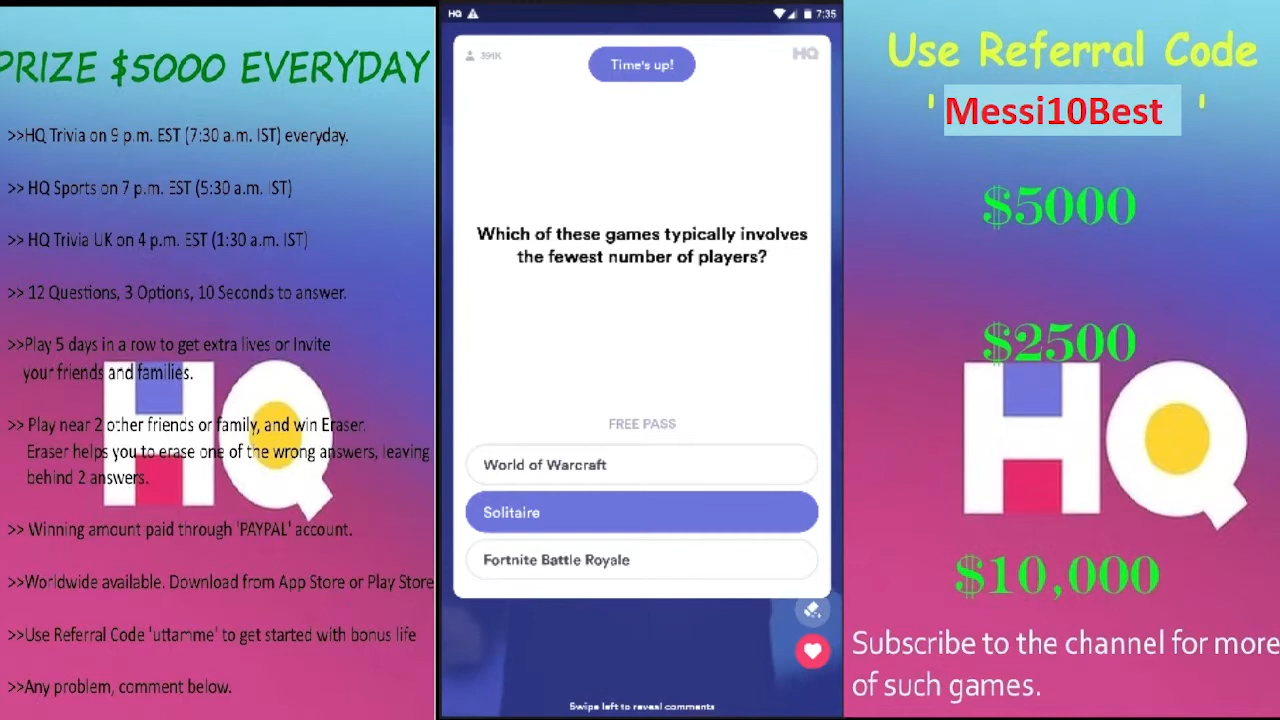 PRIZE $5000 EVERYDAY
>>HQ Trivia on 9 p.m. EST (7:30 a.m. IST) everyday.
>> HQ Sports on 7 p.m. EST (5:30 a.m. IST)
>> HQ Trivia UK on 4 p.m. EST (1:30 a.m. IST)
>> 12 Questions, 3 Options, 10 Seconds to answer.
>>Play 5 days in a row to get extra lives or Invite
your friends and families.
>> Play near 2 other friends or family, and win Eraser.
Eraser helps you to erase one of the wrong answers, leaving
behind 2 answers.
>> Winning amount paid through 'PAYPAL' account.
>>Worldwide available. Download from App Store or Play Store
>>Use Referral Code 'uttamme' to get started with bonus life
>>Any problem, comment below.
HQ
HQ
7:35
391K
Time's up!
HQ
Which of these games typically involves
the fewest number of players?
FREE PASS
World of Warcraft
Solitaire
Fortnite Battle Royale
Swipe left to reveal comments
Use Referral Code
' Messi10Best '
$5000
$2500
HQ
$10,000
Subscribe to the channel for more
of such games.